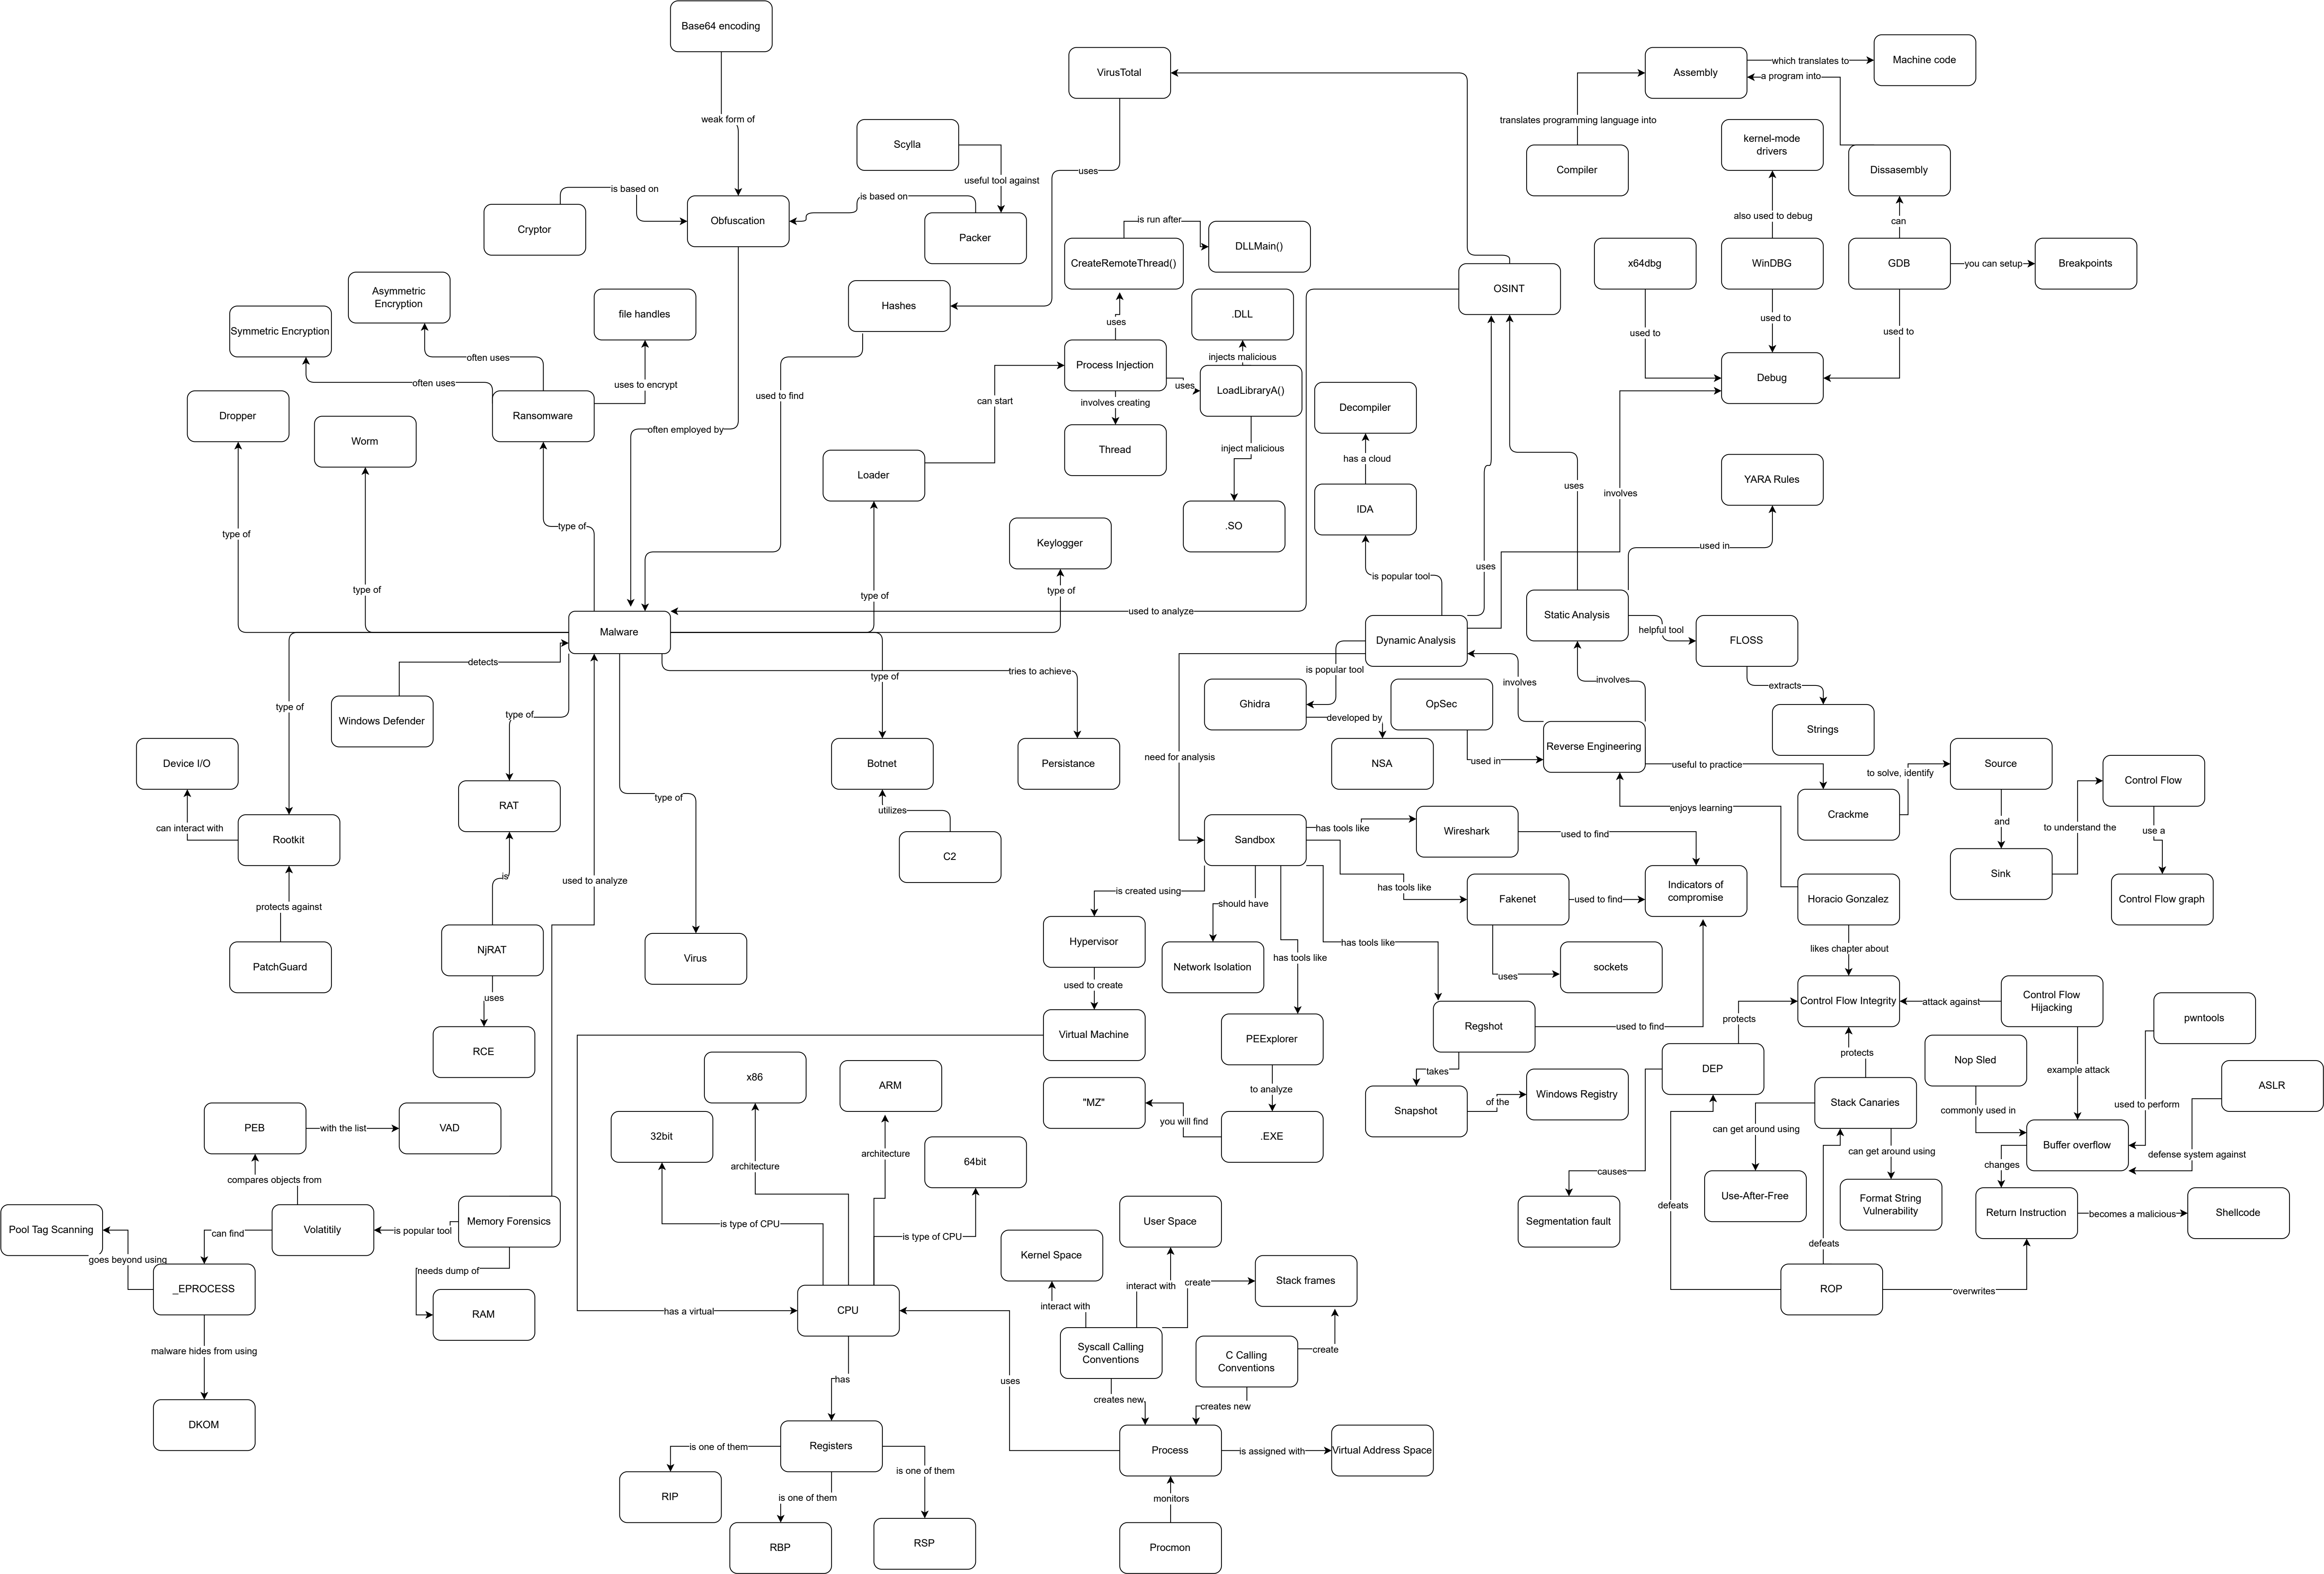 Base64 encoding
VirusTotal
Assembly
which translates to
a program into
Machine code
weak form of
Scylla
translates programming language into
kernel-mode
drivers
Compiler
Dissasembly
uses
useful tool against
is based on
is based on
Cryptor
Obfuscation
Packer
is run after
also used to debug
can
CreateRemoteThread()
DLLMain()
x64dbg
WinDBG
GDB
you can setup
Breakpoints
OSINT
Asymmetric
Encryption
Hashes
file handles
.DLL
Symmetric Encryption
uses
used to
used to
used to
often uses
injects malicious
Process Injection
Debug
often uses
uses to encrypt
uses
LoadLibraryA()
used to find
can start
involves creating
Decompiler
Dropper
Ransomware
often employed by
Worm
Thread
inject malicious
has a cloud
Loader
YARA Rules
uses
involves
IDA
type of
type of
.SO
Keylogger
used in
uses
is popular tool
type of
type of
type of
used to analyze
Static Analysis
Malware
Dynamic Analysis
helpful tool
FLOSS
detects
tries to achieve
type of
is popular tool
involves
involves
extracts
type of
type of
Windows Defender
Ghidra
OpSec
developed by
Strings
Reverse Engineering
need for analysis
used in
useful to practice
Device I/O
Botnet
Persistance
NSA
to solve, identify
Source
Control Flow
type of
RAT
utilizes
enjoys learning
Crackme
and
to understand the
use a
can interact with
Rootkit
Sandbox
has tools like
Wireshark
used to find
C2
is
used to analyze
is created using
has tools like
Indicators of
compromise
Sink
protects against
should have
Fakenet
used to find
Horacio Gonzalez
Control Flow graph
NjRAT
Hypervisor
has tools like
has tools like
likes chapter about
PatchGuard
Virus
Network Isolation
sockets
uses
uses
used to create
Control Flow Integrity
attack against
Control Flow
Hijacking
protects
pwntools
RCE
Virtual Machine
PEExplorer
Regshot
used to find
protects
Nop Sled
example attack
x86
ARM
takes
DEP
ASLR
"MZ"
to analyze
Snapshot
of the
Windows Registry
Stack Canaries
commonly used in
used to perform
PEB
with the list
VAD
32bit
you will find
.EXE
can get around using
can get around using
Buffer overflow
defense system against
architecture
architecture
64bit
changes
compares objects from
causes
Use-After-Free
Format String
Vulnerability
defeats
Return Instruction
becomes a malicious
Shellcode
Pool Tag Scanning
can find
Volatitily
is popular tool
Memory Forensics
is type of CPU
is type of CPU
User Space
Segmentation fault
defeats
goes beyond using
Kernel Space
needs dump of
interact with
create
Stack frames
_EPROCESS
ROP
overwrites
RAM
has a virtual
CPU
interact with
Syscall Calling
Conventions
C Calling
Conventions
create
malware hides from using
has
uses
creates new
creates new
DKOM
is one of them
Registers
Process
is assigned with
Virtual Address Space
is one of them
RIP
is one of them
monitors
RBP
RSP
Procmon